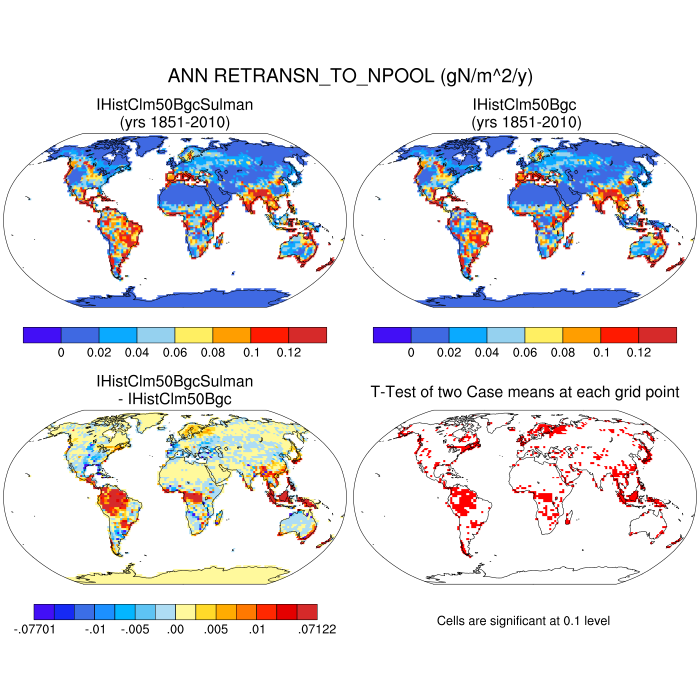 ANN RETRANSN_TO_NPOOL (gN/m^2/y)
IHistClm50BgcSulman
(yrs 1851-2010)
IHistClm50Bgc
(yrs 1851-2010)
0 0.02 0.04 0.06 0.08 0.1 0.12
0 0.02 0.04 0.06 0.08 0.1 0.12
IHistClm50BgcSulman
- IHistClm50Bgc
T-Test of two Case means at each grid point
-.07701 -.01 -.005 .00 .005 .01 .07122
Cells are significant at 0.1 level